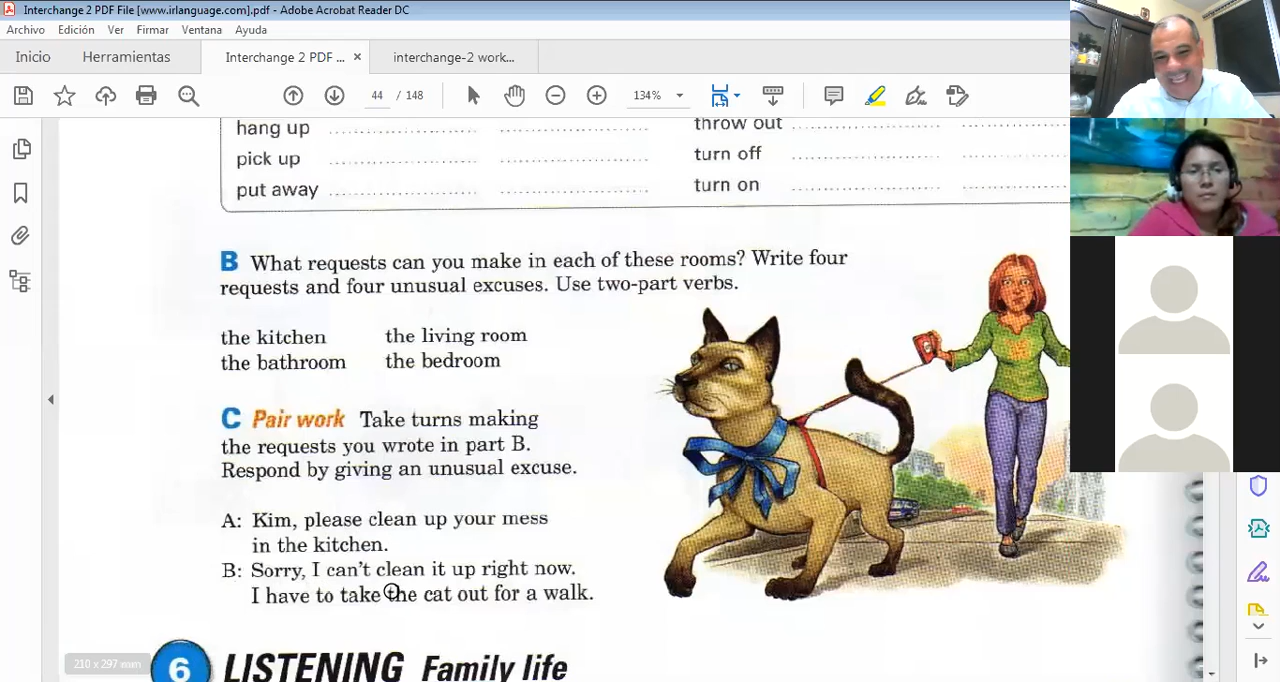 Interchange 2 PDF File [www.irlanguage.com].pdf - Adobe Acrobat Reader DC
Archivo Edición Ver Firmar Ventana Ayuda
Inicio Herramientas Interchange 2 PDF ... × interchange-2 work...
44 / 148 134%
hang up throw out
pick up turn off
put away turn on
B What requests can you make in each of these rooms? Write four
requests and four unusual excuses. Use two-part verbs.
the kitchen the living room
the bathroom the bedroom
C Pair work Take turns making
the requests you wrote in part B.
Respond by giving an unusual excuse.
A: Kim, please clean up your mess
in the kitchen.
B: Sorry, I can't clean it up right now.
I have to take the cat out for a walk.
210 x 297 mm
6 LISTENING Family life